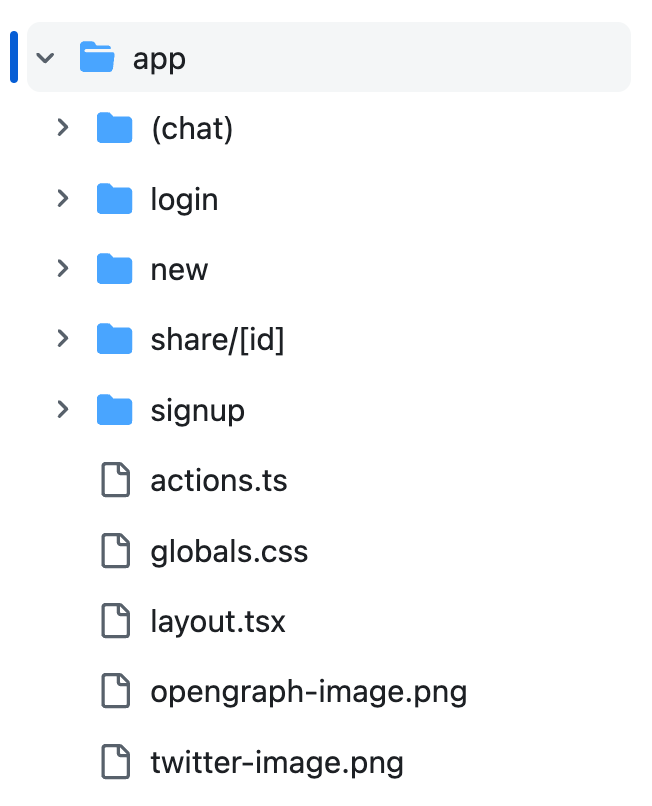 app
(chat)
login
new
share/[id]
signup
actions.ts
globals.css
layout.tsx
opengraph-image.png
twitter-image.png